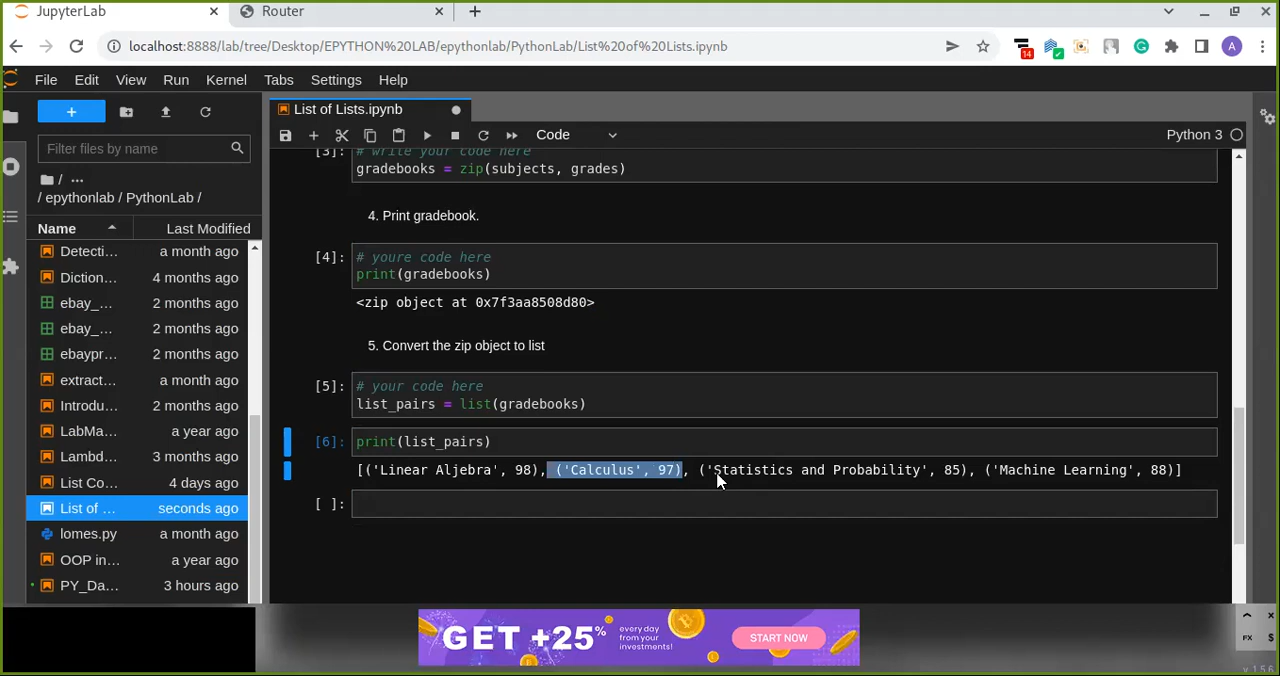 JupyterLab
Router
localhost:8888/lab/tree/Desktop/EPYTHON%20LAB/epythonlab/PythonLab/List%20of%20Lists.ipynb
14
A
File Edit View Run Kernel Tabs Settings Help
List of Lists.ipynb
Code
Python 3
Filter files by name
/ ...
/ epythonlab / PythonLab /
Name Last Modified
Detecti... a month ago
Diction... 4 months ago
ebay_... 2 months ago
ebay_... 2 months ago
ebaypr... 2 months ago
extract... a month ago
Introdu... 2 months ago
LabMa... a year ago
Lambd... 3 months ago
List Co... 4 days ago
List of ... seconds ago
lomes.py a month ago
OOP in... a year ago
PY_Da... 3 hours ago
[3]: # write your code here
gradebooks = zip(subjects, grades)
4. Print gradebook.
[4]: # youre code here
print(gradebooks)
<zip object at 0x7f3aa8508d80>
5. Convert the zip object to list
[5]: # your code here
list_pairs = list(gradebooks)
[6]: print(list_pairs)
[('Linear Aljebra', 98), ('Calculus', 97), ('Statistics and Probability', 85), ('Machine Learning', 88)]
[ ]:
GET +25%
every day
from your
investments!
START NOW
FX $
v 1.5.6